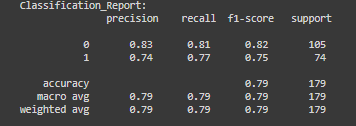 Classification_Report:
precision recall f1-score support
0 0.83 0.81 0.82 105
1 0.74 0.77 0.75 74
accuracy 0.79 179
macro avg 0.79 0.79 0.79 179
weighted avg 0.79 0.79 0.79 179